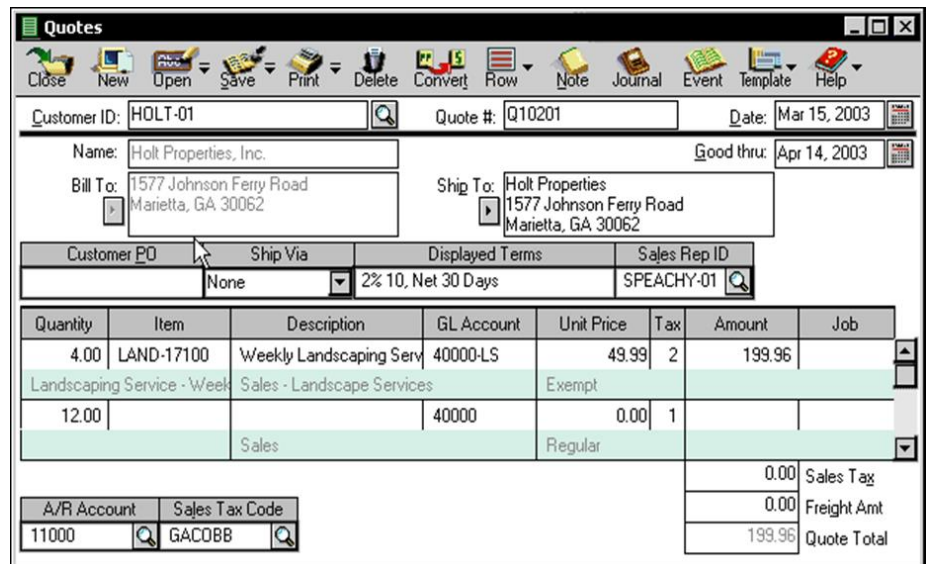 Quotes
Close New Open Save Print Delete Convert Row Note Journal Event Template Help
Customer ID: HOLT-01 Quote #: Q10201 Date: Mar 15, 2003
Name: Holt Properties, Inc. Good thru: Apr 14, 2003
Bill To: 1577 Johnson Ferry Road Ship To: Holt Properties
Marietta, GA 30062 1577 Johnson Ferry Road
Marietta, GA 30062
Customer PO Ship Via Displayed Terms Sales Rep ID
None 2% 10, Net 30 Days SPEACHY-01
Quantity Item Description GL Account Unit Price Tax Amount Job
4.00 LAND-17100 Weekly Landscaping Serv 40000-LS 49.99 2 199.96
Landscaping Service - Week Sales - Landscape Services Exempt
12.00 40000 0.00 1
Sales Regular
0.00 Sales Tax
A/R Account Sales Tax Code 0.00 Freight Amt
11000 GACOBB 199.96 Quote Total